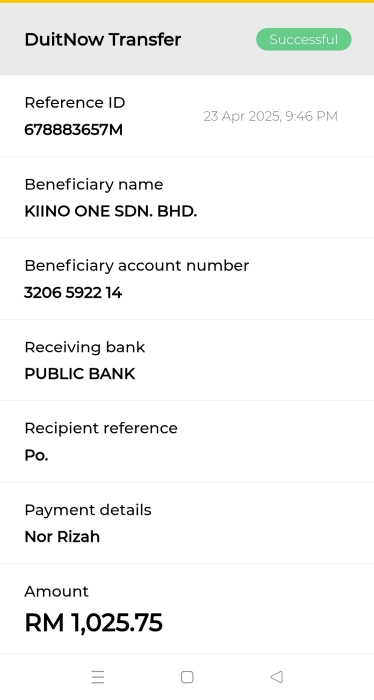 DuitNow Transfer
Successful
Reference ID
678883657M
23 Apr 2025, 9:46 PM
Beneficiary name
KIINO ONE SDN. BHD.
Beneficiary account number
3206 5922 14
Receiving bank
PUBLIC BANK
Recipient reference
Po.
Payment details
Nor Rizah
Amount
RM 1,025.75